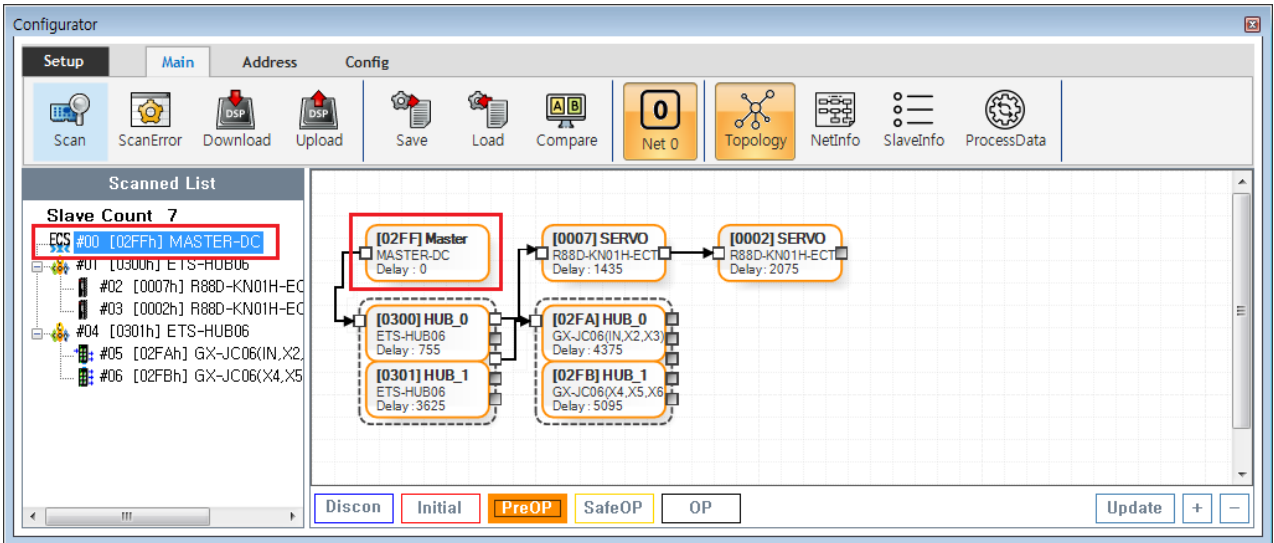 Configurator
Setup Main Address Config
Scan ScanError Download Upload Save Load Compare Net 0 Topology NetInfo SlaveInfo ProcessData
DSP DSP A B 0
Scanned List
Slave Count 7
ECS #00 [02FFh] MASTER-DC
#01 [0300h] ETS-HUB06
#02 [0007h] R88D-KN01H-EC
#03 [0002h] R88D-KN01H-EC
#04 [0301h] ETS-HUB06
#05 [02FAh] GX-JC06(IN,X2,
#06 [02FBh] GX-JC06(X4,X5
[02FF] Master
MASTER-DC
Delay : 0
[0007] SERVO
R88D-KN01H-ECT
Delay : 1435
[0002] SERVO
R88D-KN01H-ECT
Delay : 2075
[0300] HUB_0
ETS-HUB06
Delay : 755
[0301] HUB_1
ETS-HUB06
Delay : 3625
[02FA] HUB_0
GX-JC06(IN,X2,X3)
Delay : 4375
[02FB] HUB_1
GX-JC06(X4,X5,X6
Delay : 5095
Discon Initial PreOP SafeOP OP Update + −